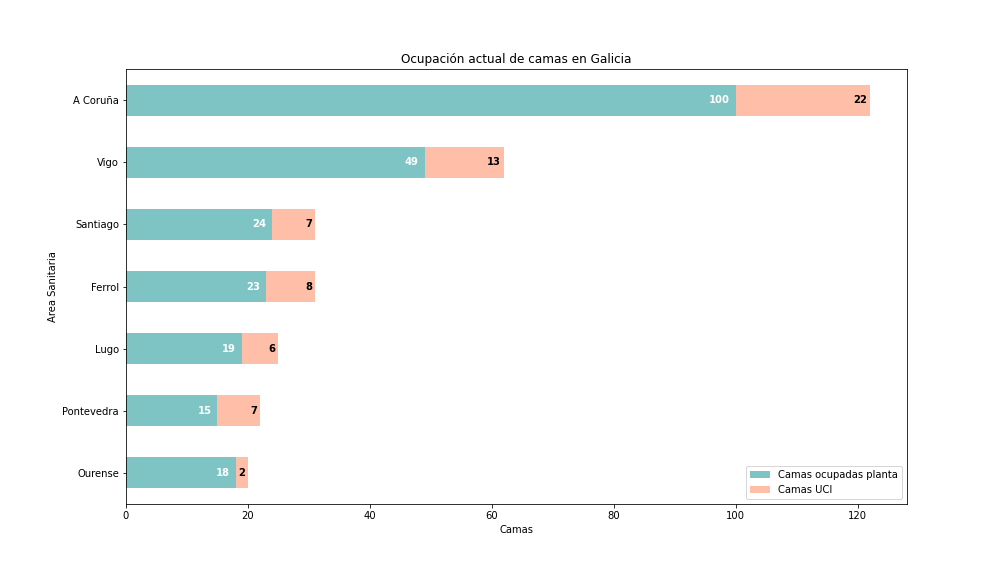 Ocupación actual de camas en Galicia
A Coruña 100 22
Vigo 49 13
Santiago 24 7
Area Sanitaria
Ferrol 23 8
Lugo 19 6
Pontevedra 15 7
Ourense 18 2
Camas ocupadas planta
Camas UCI
0 20 40 60 80 100 120
Camas